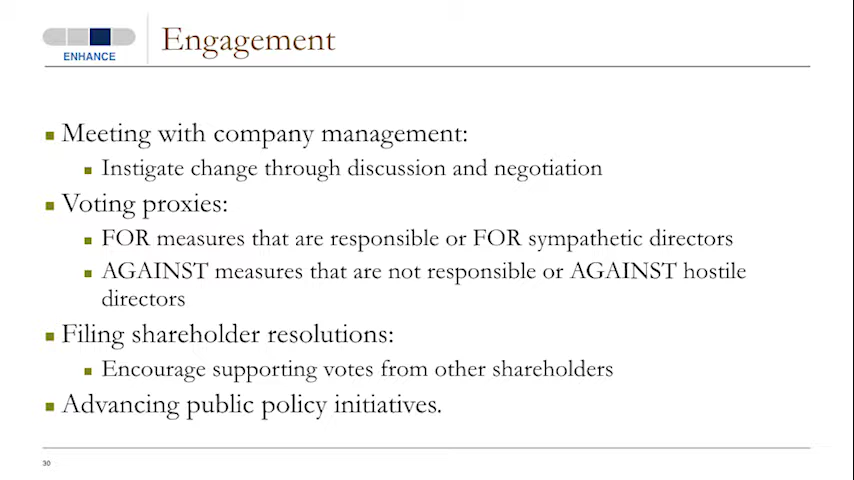 Engagement
ENHANCE
Meeting with company management:
Instigate change through discussion and negotiation
Voting proxies:
FOR measures that are responsible or FOR sympathetic directors
AGAINST measures that are not responsible or AGAINST hostile
directors
Filing shareholder resolutions:
Encourage supporting votes from other shareholders
Advancing public policy initiatives.
30